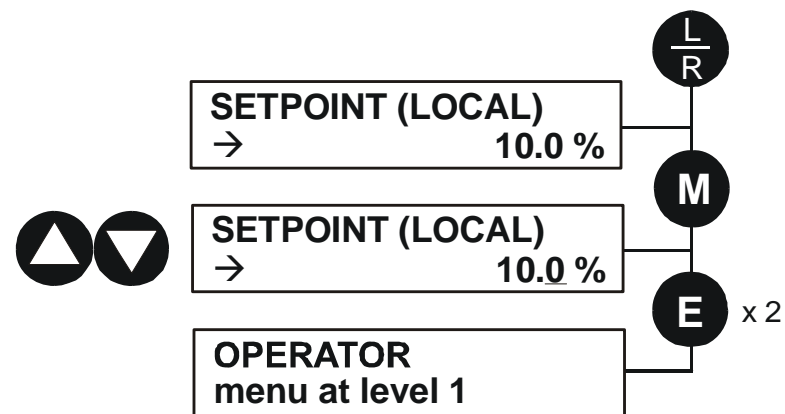 L
R
SETPOINT (LOCAL)
→ 10.0 %
M
SETPOINT (LOCAL)
→ 10.0 %
E x 2
OPERATOR
menu at level 1